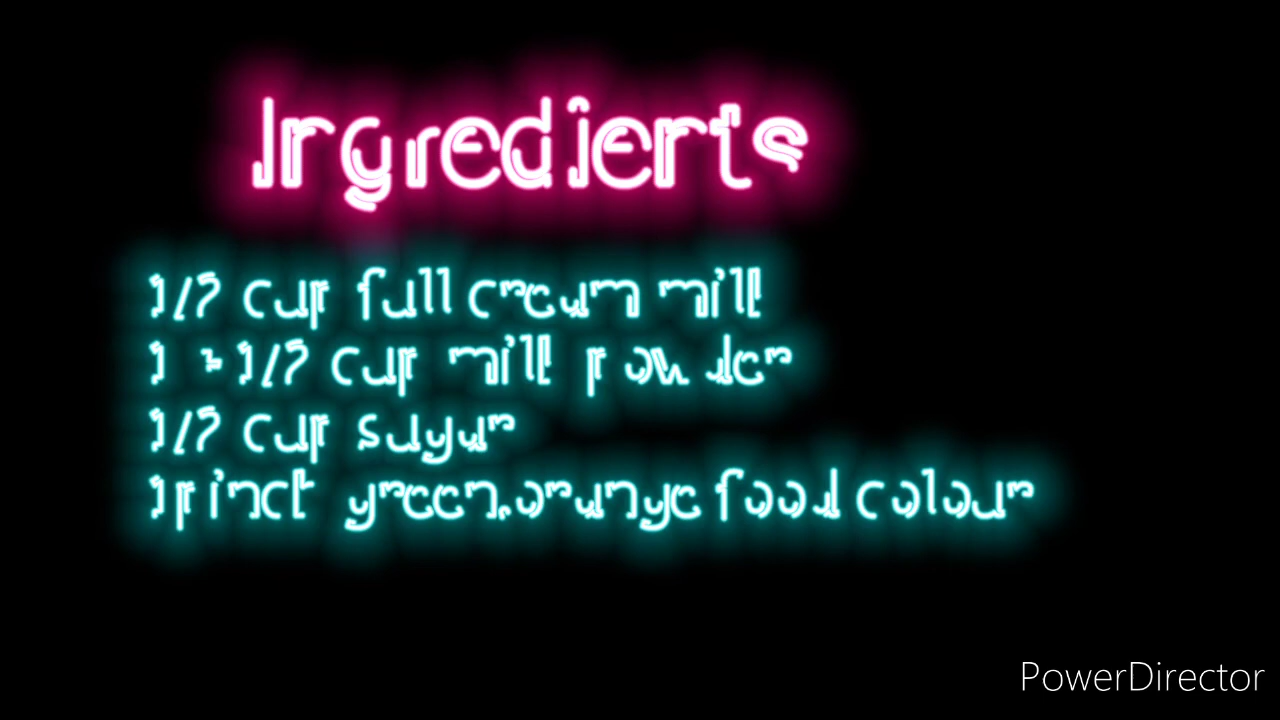 Ingredients
1/2 cup full cream milk
1 + 1/2 cup milk powder
1/2 cup sugar
1 pinch green,orange food colour
PowerDirector